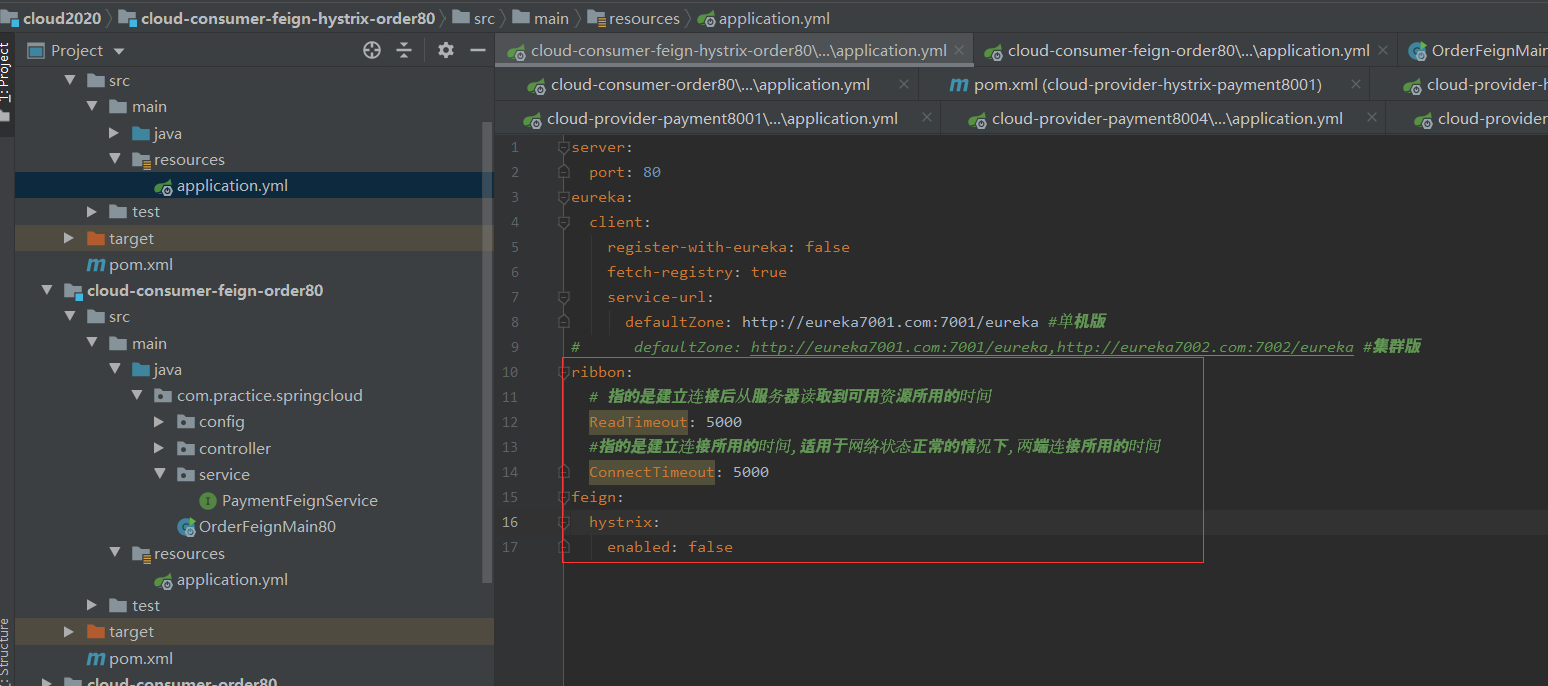 cloud2020 cloud-consumer-feign-hystrix-order80 src main resources application.yml
1: Project
Project
src
main
java
resources
application.yml
test
target
pom.xml
cloud-consumer-feign-order80
src
main
java
com.practice.springcloud
config
controller
service
PaymentFeignService
OrderFeignMain80
resources
application.yml
test
target
pom.xml
cloud-consumer-order80
Structure
cloud-consumer-feign-hystrix-order80\...\application.yml cloud-consumer-feign-order80\...\application.yml OrderFeignMain
cloud-consumer-order80\...\application.yml pom.xml (cloud-provider-hystrix-payment8001) cloud-provider-h
cloud-provider-payment8001\...\application.yml cloud-provider-payment8004\...\application.yml cloud-provider
1 server:
2 port: 80
3 eureka:
4 client:
5 register-with-eureka: false
6 fetch-registry: true
7 service-url:
8 defaultZone: http://eureka7001.com:7001/eureka #单机版
9 # defaultZone: http://eureka7001.com:7001/eureka,http://eureka7002.com:7002/eureka #集群版
10 ribbon:
11 # 指的是建立连接后从服务器读取到可用资源所用的时间
12 ReadTimeout: 5000
13 #指的是建立连接所用的时间,适用于网络状态正常的情况下,两端连接所用的时间
14 ConnectTimeout: 5000
15 feign:
16 hystrix:
17 enabled: false